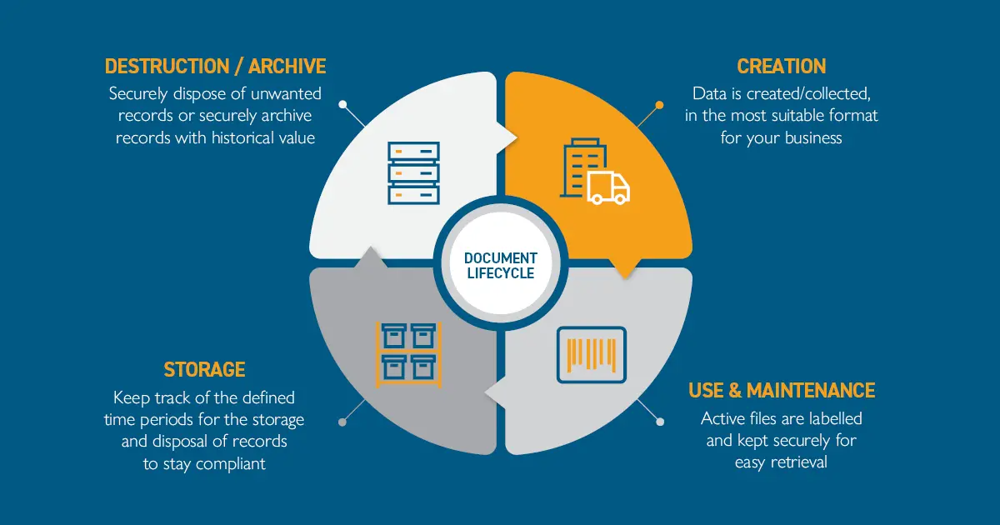 DESTRUCTION / ARCHIVE
Securely dispose of unwanted
records or securely archive
records with historical value
CREATION
Data is created/collected,
in the most suitable format
for your business
DOCUMENT
LIFECYCLE
STORAGE
Keep track of the defined
time periods for the storage
and disposal of records
to stay compliant
USE & MAINTENANCE
Active files are labelled
and kept securely for
easy retrieval